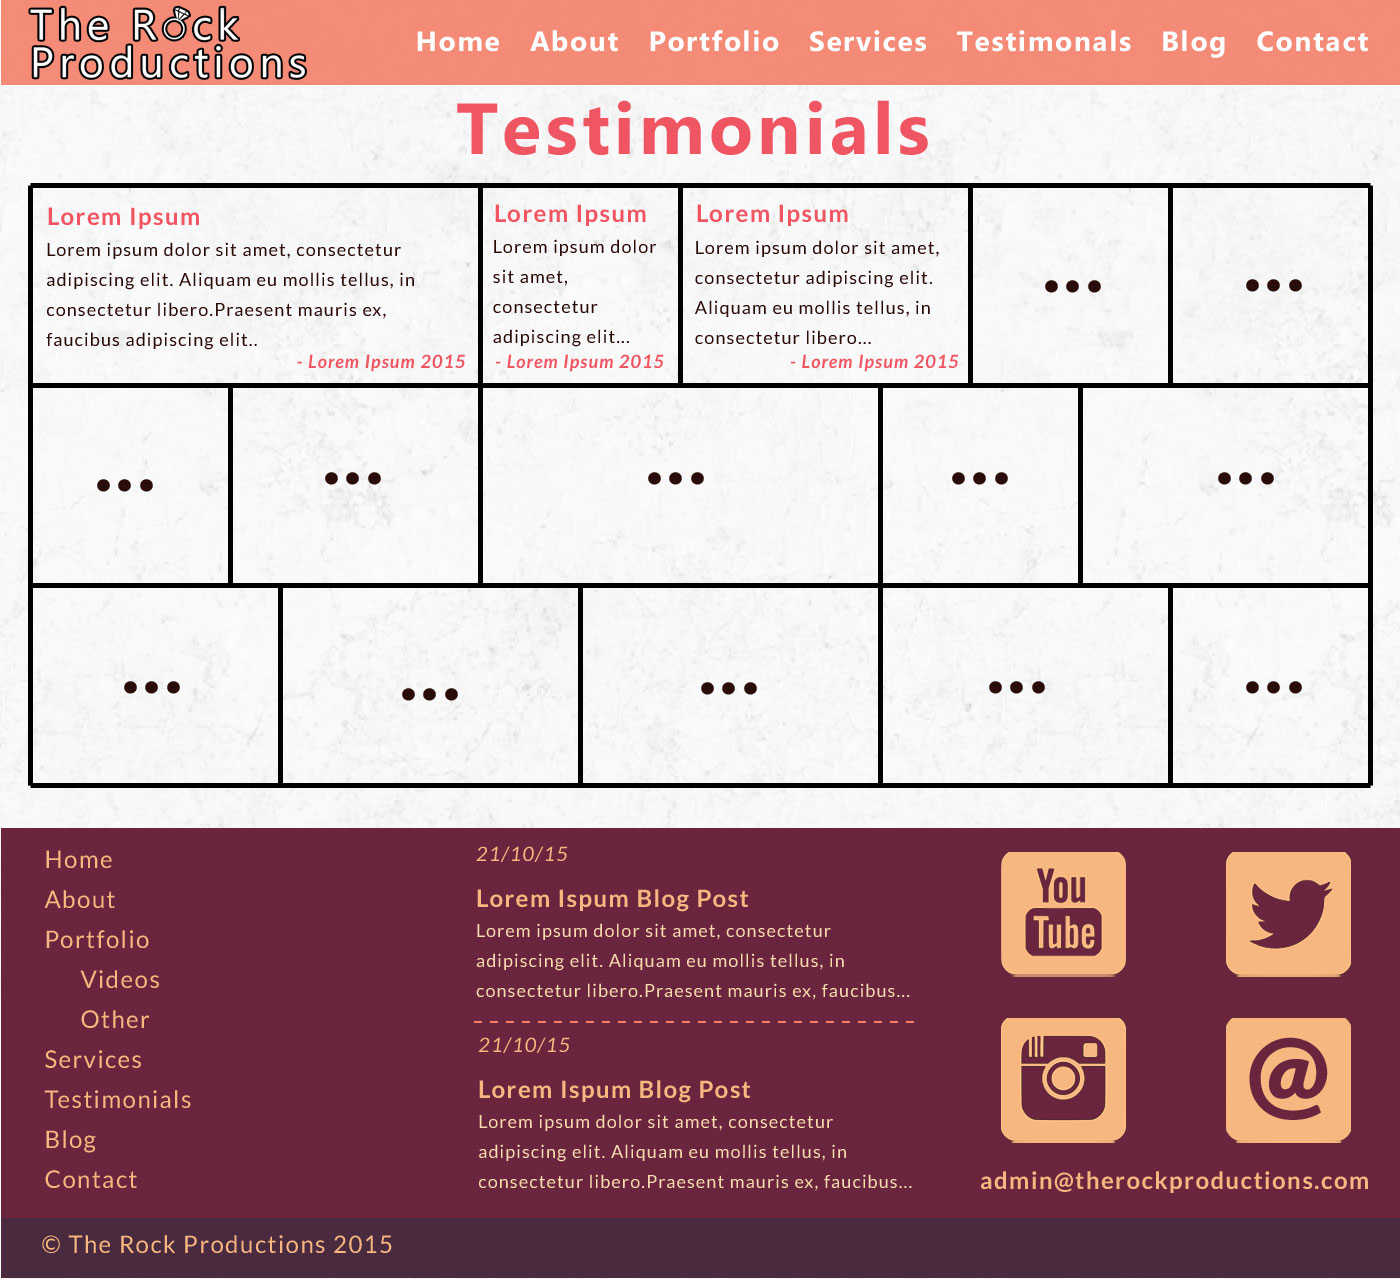 The Rock
Productions
Home About Portfolio Services Testimonals Blog Contact
Testimonials
Lorem Ipsum
Lorem ipsum dolor sit amet, consectetur
adipiscing elit. Aliquam eu mollis tellus, in
consectetur libero.Praesent mauris ex,
faucibus adipiscing elit..
- Lorem Ipsum 2015
Lorem Ipsum
Lorem ipsum dolor
sit amet,
consectetur
adipiscing elit...
- Lorem Ipsum 2015
Lorem Ipsum
Lorem ipsum dolor sit amet,
consectetur adipiscing elit.
Aliquam eu mollis tellus, in
consectetur libero...
- Lorem Ipsum 2015
...
...
...
...
...
...
...
...
...
...
...
...
Home
About
Portfolio
Videos
Other
Services
Testimonials
Blog
Contact
21/10/15
Lorem Ispum Blog Post
Lorem ipsum dolor sit amet, consectetur
adipiscing elit. Aliquam eu mollis tellus, in
consectetur libero.Praesent mauris ex, faucibus...
21/10/15
Lorem Ispum Blog Post
Lorem ipsum dolor sit amet, consectetur
adipiscing elit. Aliquam eu mollis tellus, in
consectetur libero.Praesent mauris ex, faucibus...
You
Tube
@
admin@therockproductions.com
© The Rock Productions 2015